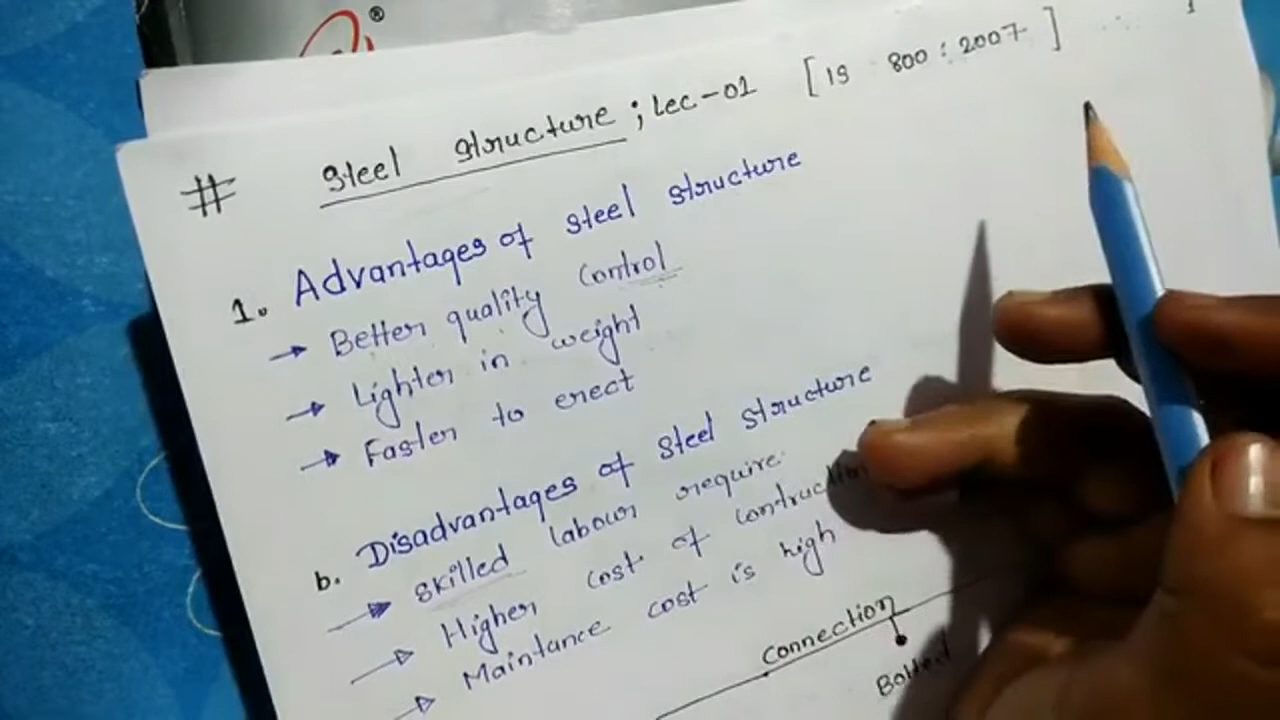 ®
# Steel structure ; Lec-01 [IS 800 : 2007]
1. Advantages of steel structure
→ Better quality control
→ Lighter in weight
→ Faster to erect
b. Disadvantages of steel structure
→ skilled labour require
→ Higher cost of contruction
→ Maintance cost is high
Connection
Bolted